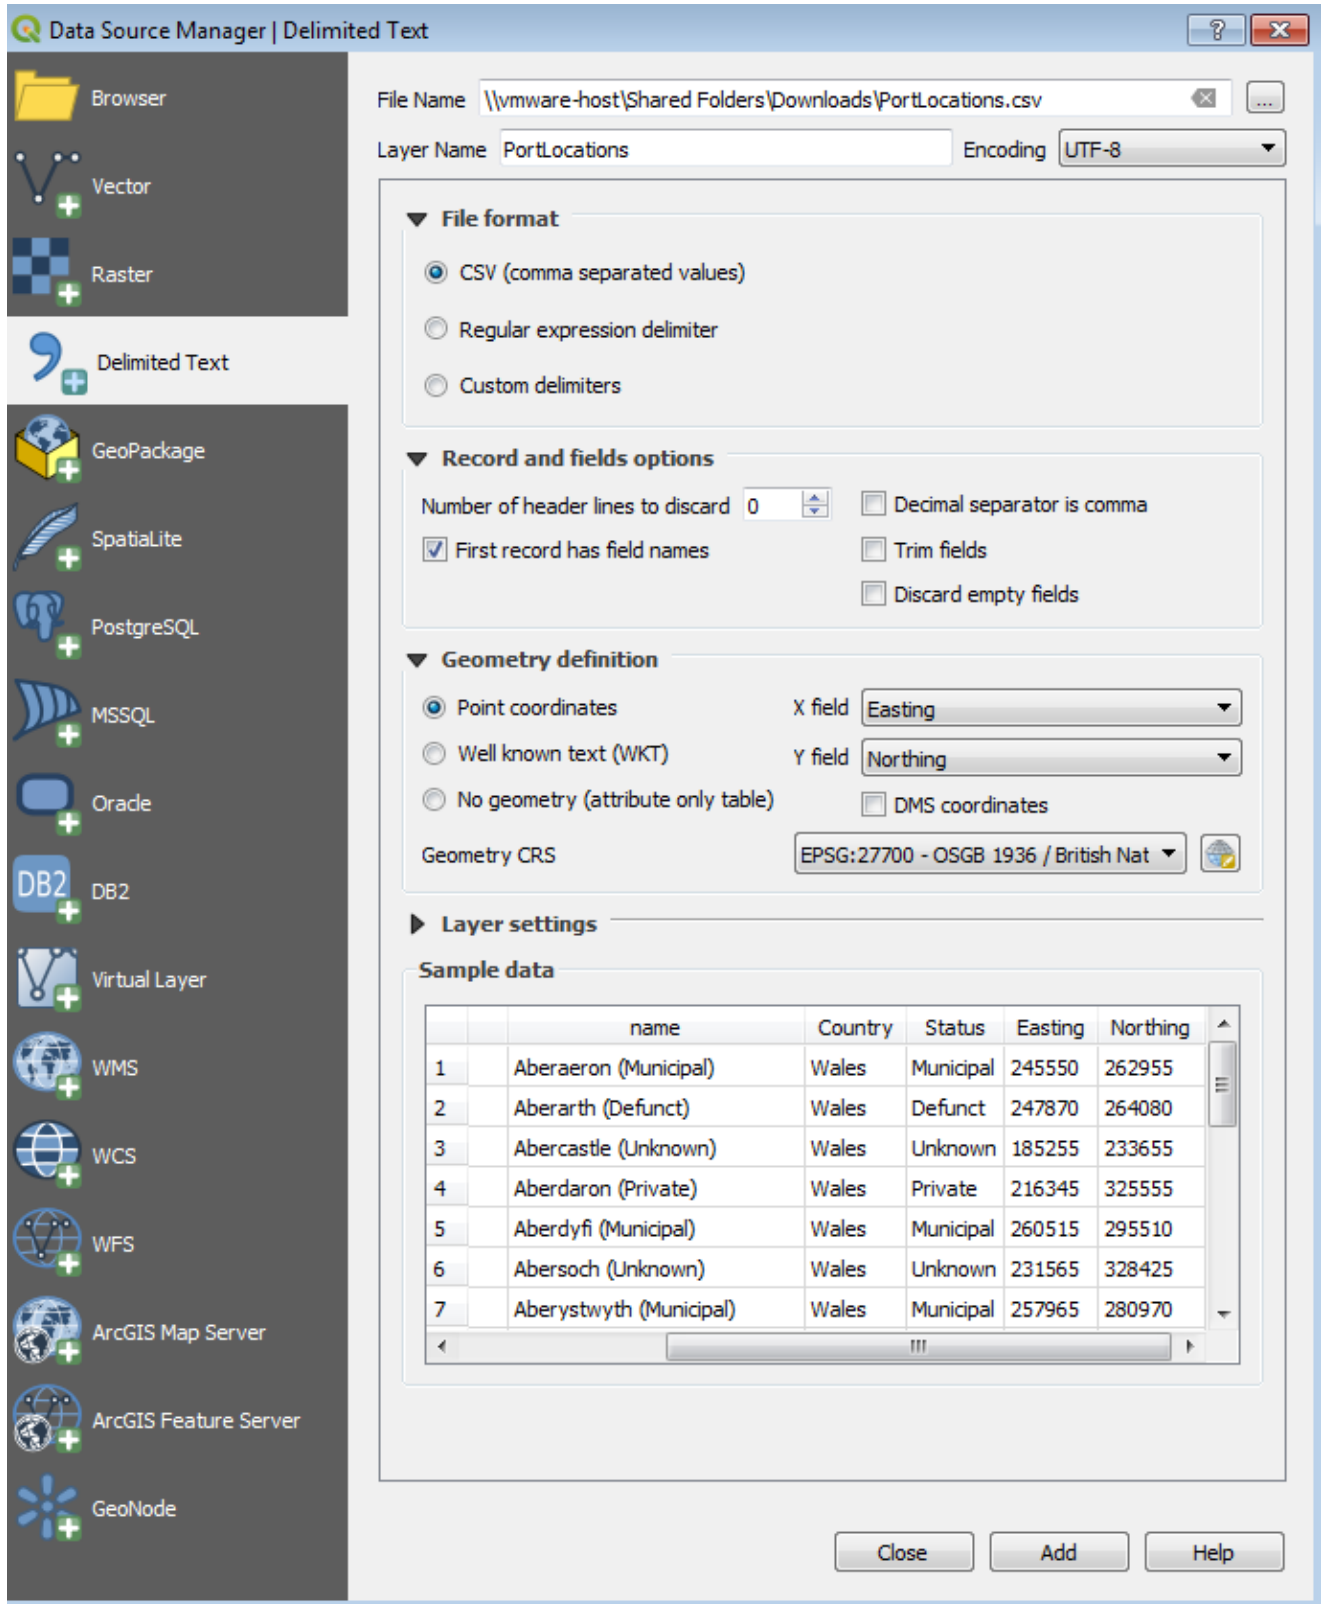 Data Source Manager | Delimited Text
?
Browser
Vector
Raster
Delimited Text
GeoPackage
SpatiaLite
PostgreSQL
MSSQL
Oracle
DB2 DB2
Virtual Layer
WMS
WCS
WFS
ArcGIS Map Server
ArcGIS Feature Server
GeoNode
File Name \\vmware-host\Shared Folders\Downloads\PortLocations.csv ...
Layer Name PortLocations Encoding UTF-8
File format
CSV (comma separated values)
Regular expression delimiter
Custom delimiters
Record and fields options
Number of header lines to discard 0 Decimal separator is comma
First record has field names Trim fields
Discard empty fields
Geometry definition
Point coordinates X field Easting
Well known text (WKT) Y field Northing
No geometry (attribute only table) DMS coordinates
Geometry CRS EPSG:27700 - OSGB 1936 / British Nat
Layer settings
Sample data
name Country Status Easting Northing
1 Aberaeron (Municipal) Wales Municipal 245550 262955
2 Aberarth (Defunct) Wales Defunct 247870 264080
3 Abercastle (Unknown) Wales Unknown 185255 233655
4 Aberdaron (Private) Wales Private 216345 325555
5 Aberdyfi (Municipal) Wales Municipal 260515 295510
6 Abersoch (Unknown) Wales Unknown 231565 328425
7 Aberystwyth (Municipal) Wales Municipal 257965 280970
Close Add Help